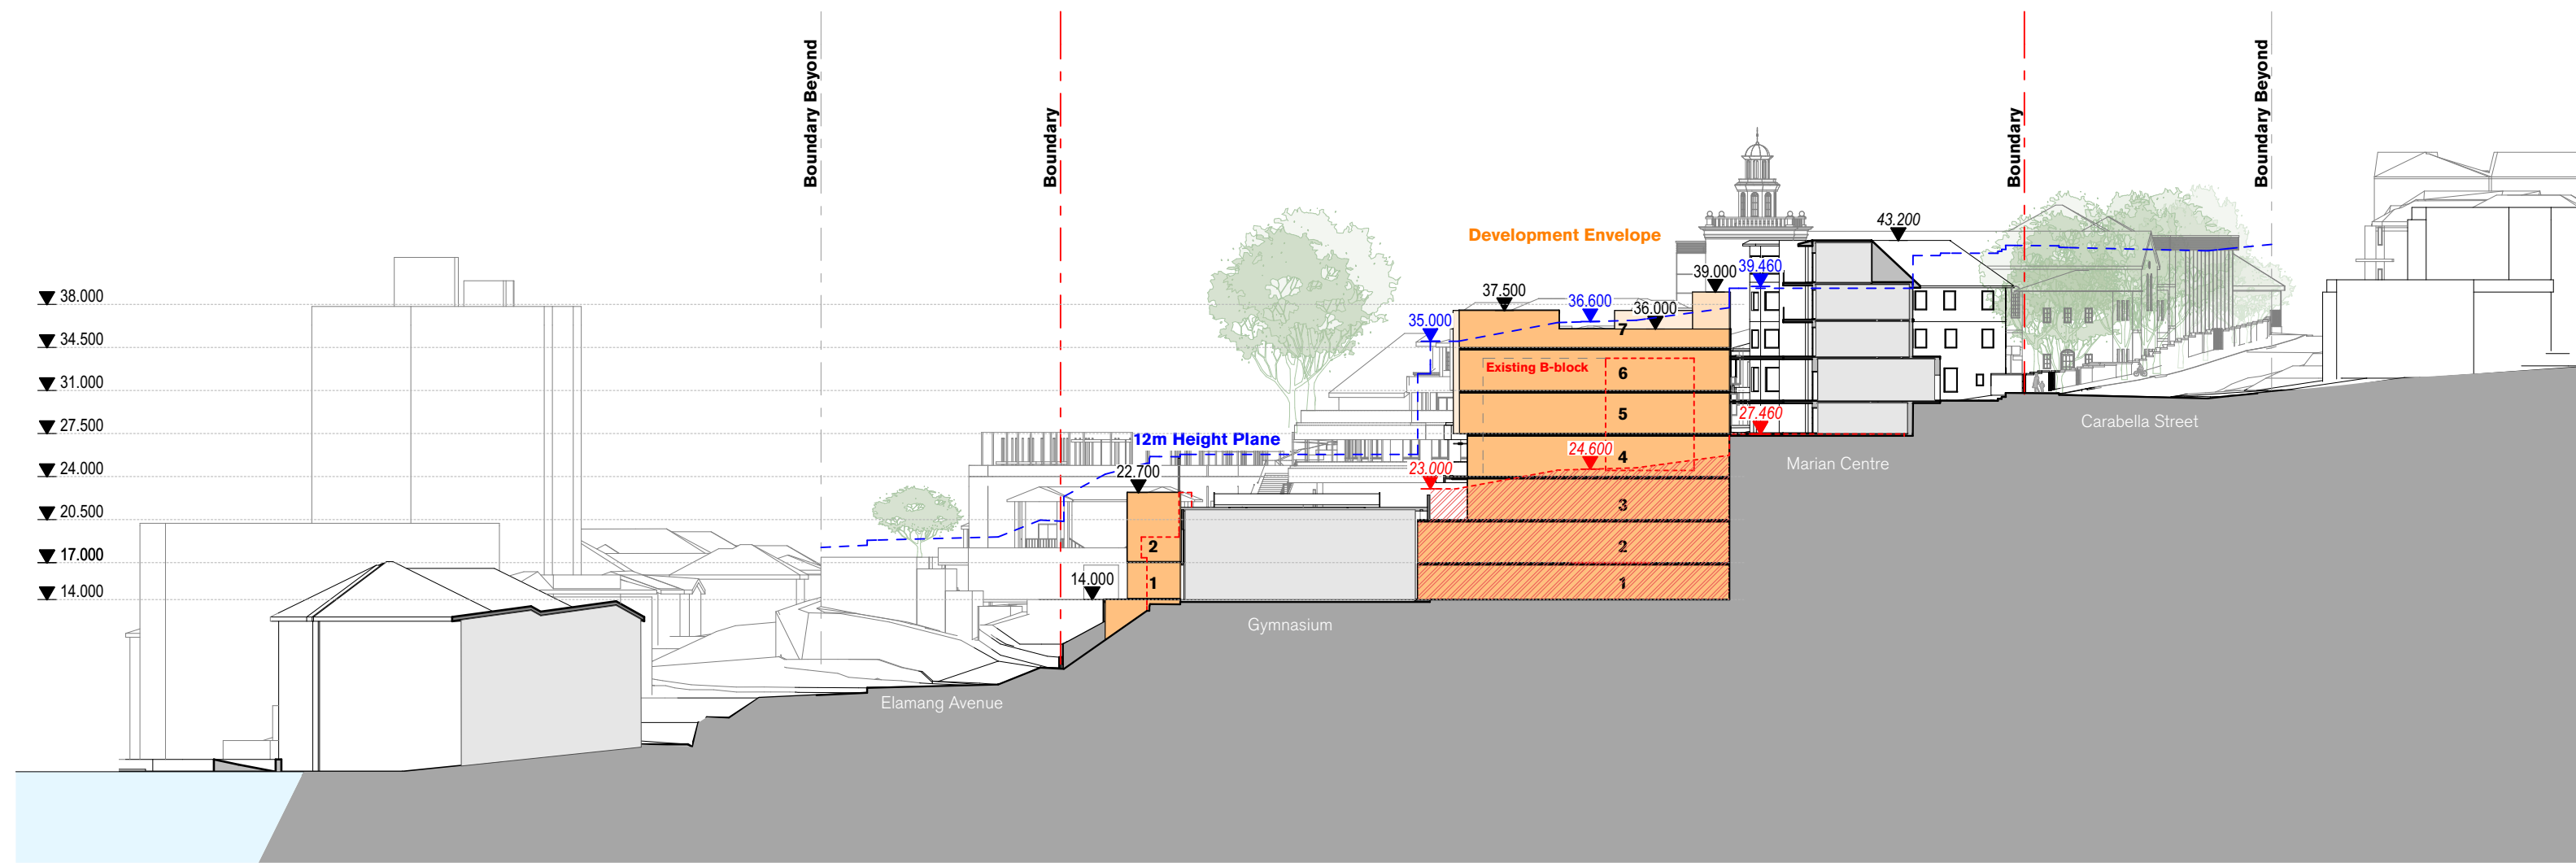 Boundary Beyond
Boundary
Boundary
Boundary Beyond
43.200
Development Envelope
39.000
39.460
37.500
36.600
36.000
35.000
38.000
34.500
31.000
27.500
24.000
20.500
17.000
14.000
7
Existing B-block
6
5
27.460
4
24.600
23.000
3
2
1
12m Height Plane
22.700
2
1
14.000
Carabella Street
Marian Centre
Gymnasium
Elamang Avenue